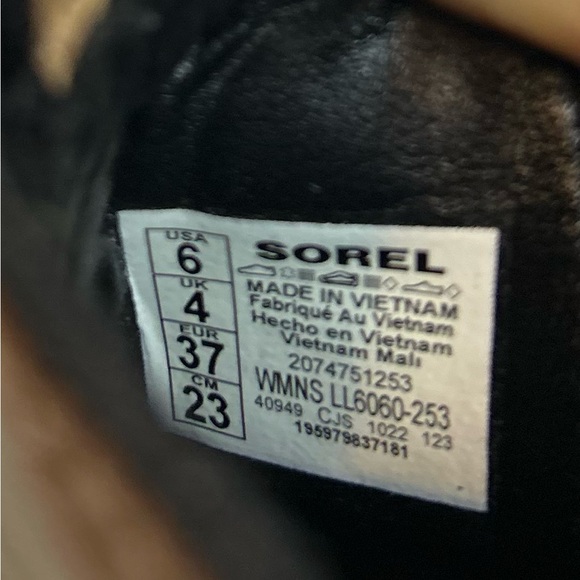 USA
6
UK
4
EUR
37
CM
23
SOREL
MADE IN VIETNAM
Fabriqué Au Vietnam
Hecho en Vietnam
Vietnam Malı
2074751253
WMNS LL6060-253
40949 CJS 1022 123
195979837181